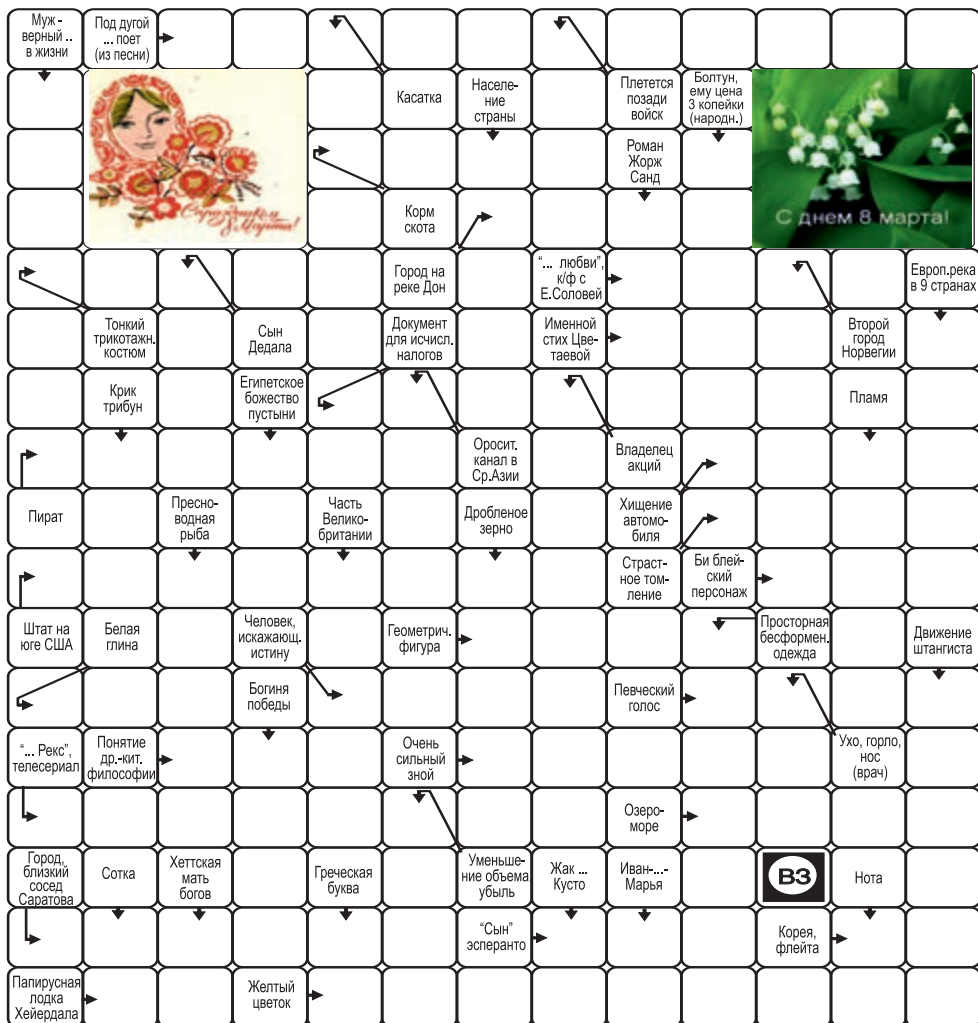 Муж -
верный ..
в жизни
Под дугой
... поет
(из песни)
Касатка
Населе-
ние
страны
Плетется
позади
войск
Болтун,
ему цена
3 копейки
(народн.)
Роман
Жорж
Санд
С праздником
8 Марта!
Корм
скота
С днем 8 марта!
Город на
реке Дон
"... любви",
к/ф с
Е.Соловей
Европ.река
в 9 странах
Тонкий
трикотажн.
костюм
Сын
Дедала
Документ
для исчисл.
налогов
Именной
стих Цве-
таевой
Второй
город
Норвегии
Крик
трибун
Египетское
божество
пустыни
Пламя
Оросит.
канал в
Ср.Азии
Владелец
акций
Пират
Пресно-
водная
рыба
Часть
Велико-
британии
Дробленое
зерно
Хищение
автомо-
биля
Страст-
ное том-
ление
Би блей-
ский
персонаж
Штат на
юге США
Белая
глина
Человек,
искажающ.
истину
Геометрич.
фигура
Просторная
бесформен.
одежда
Движение
штангиста
Богиня
победы
Певческий
голос
"... Рекс",
телесериал
Понятие
др.-кит.
философии
Очень
сильный
зной
Ухо, горло,
нос
(врач)
Озеро-
море
Город,
близкий
сосед
Саратова
Сотка
Хеттская
мать
богов
Греческая
буква
Уменьше-
ние объема
убыль
Жак ...
Кусто
Иван-...-
Марья
ВЗ
Нота
"Сын"
эсперанто
Корея,
флейта
Папирусная
лодка
Хейердала
Желтый
цветок